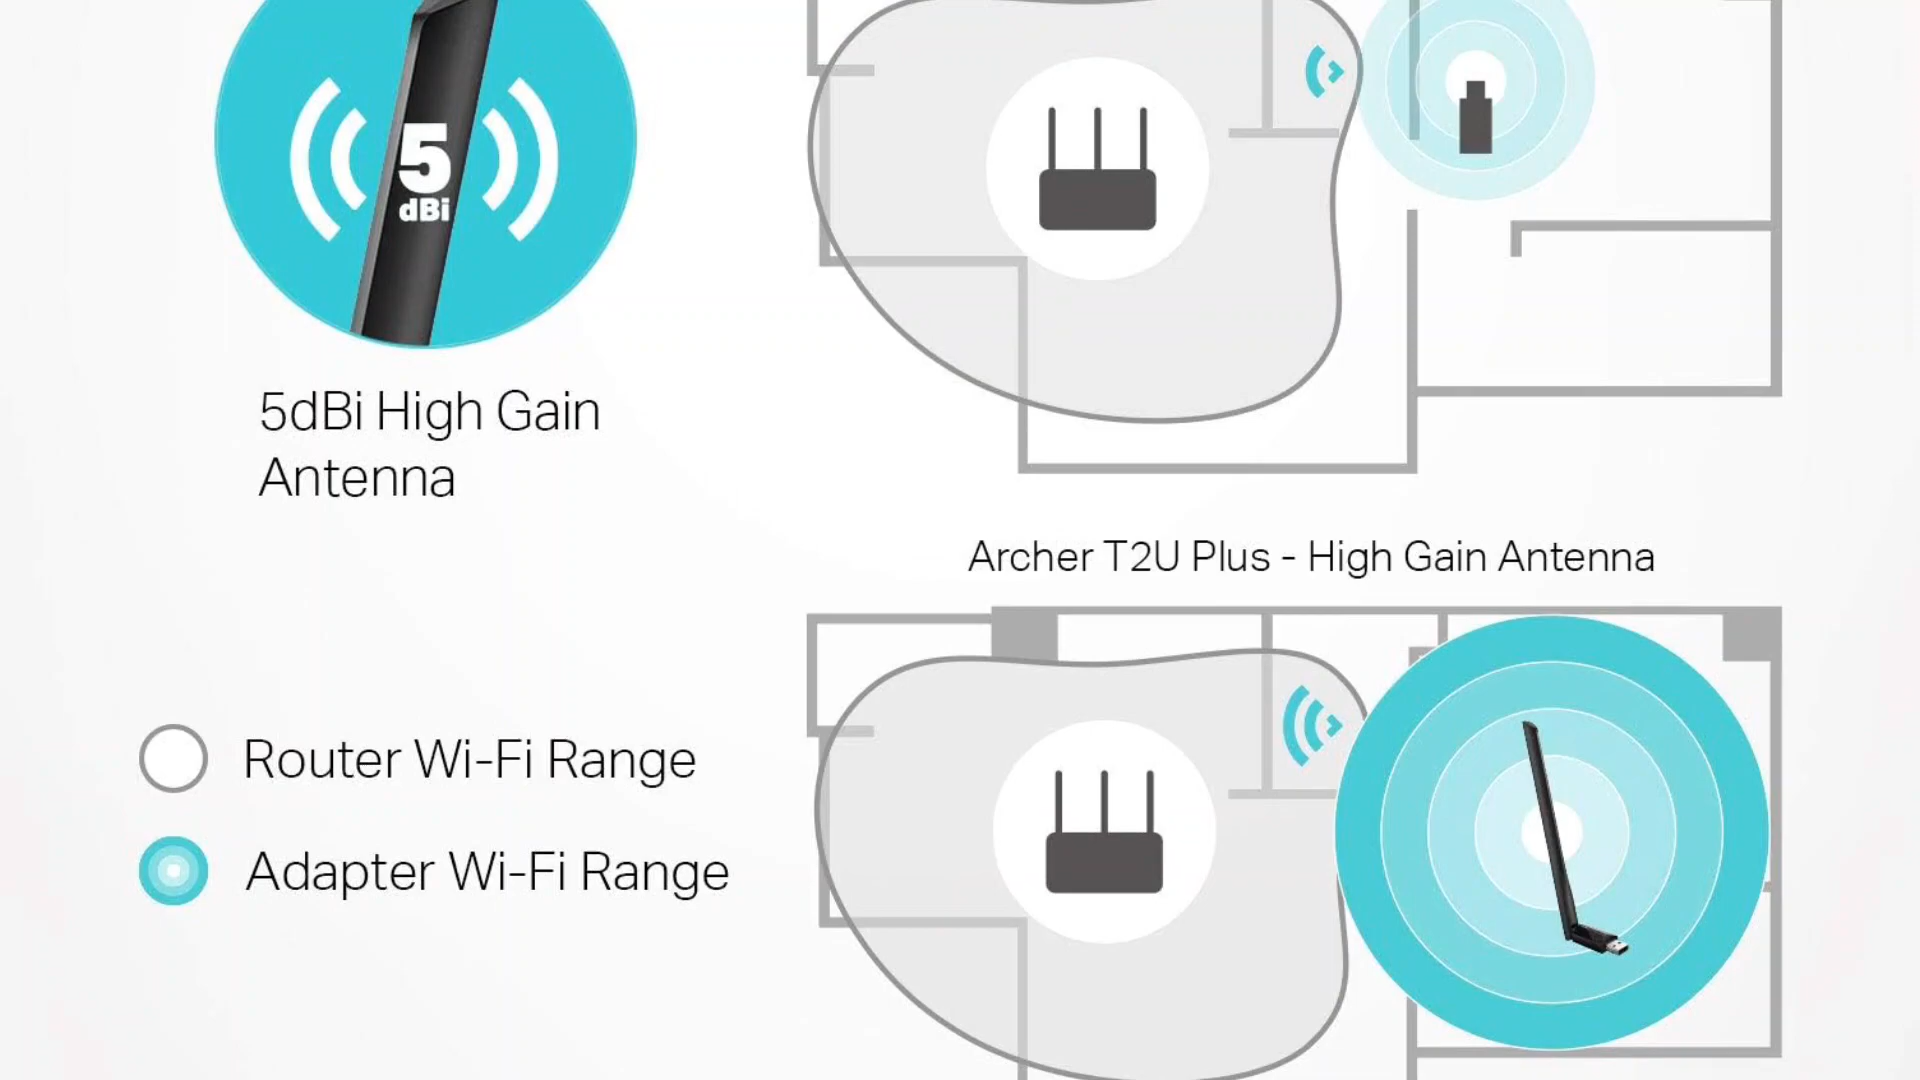 5
dBi
5dBi High Gain
Antenna
Archer T2U Plus - High Gain Antenna
Router Wi-Fi Range
Adapter Wi-Fi Range